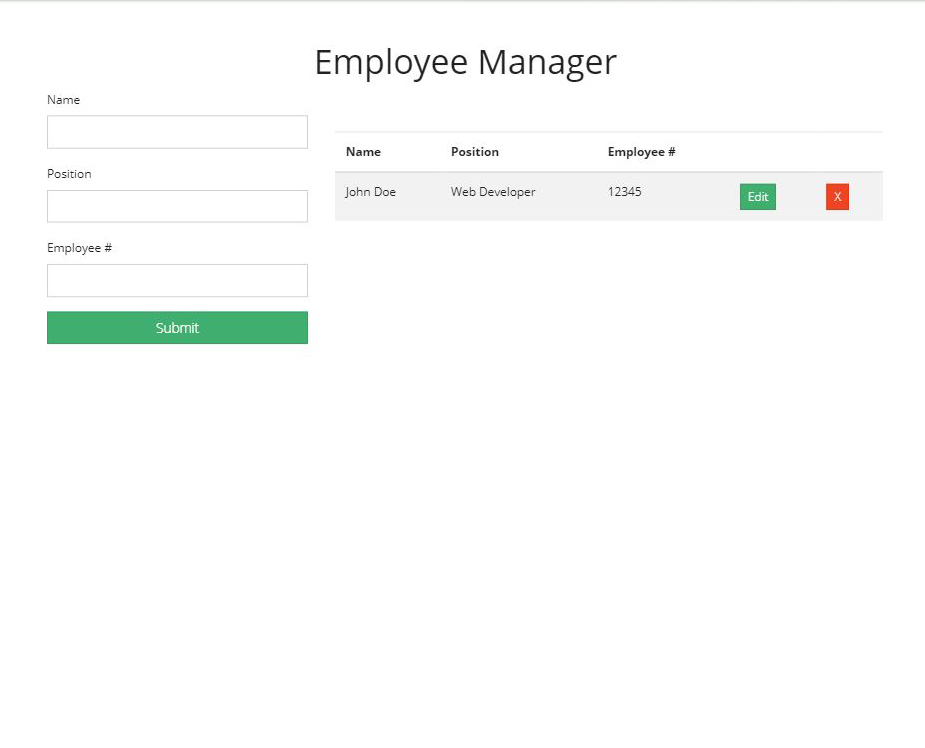 Employee Manager
Name
Position
Employee #
Submit
Name Position Employee #
John Doe Web Developer 12345 Edit X